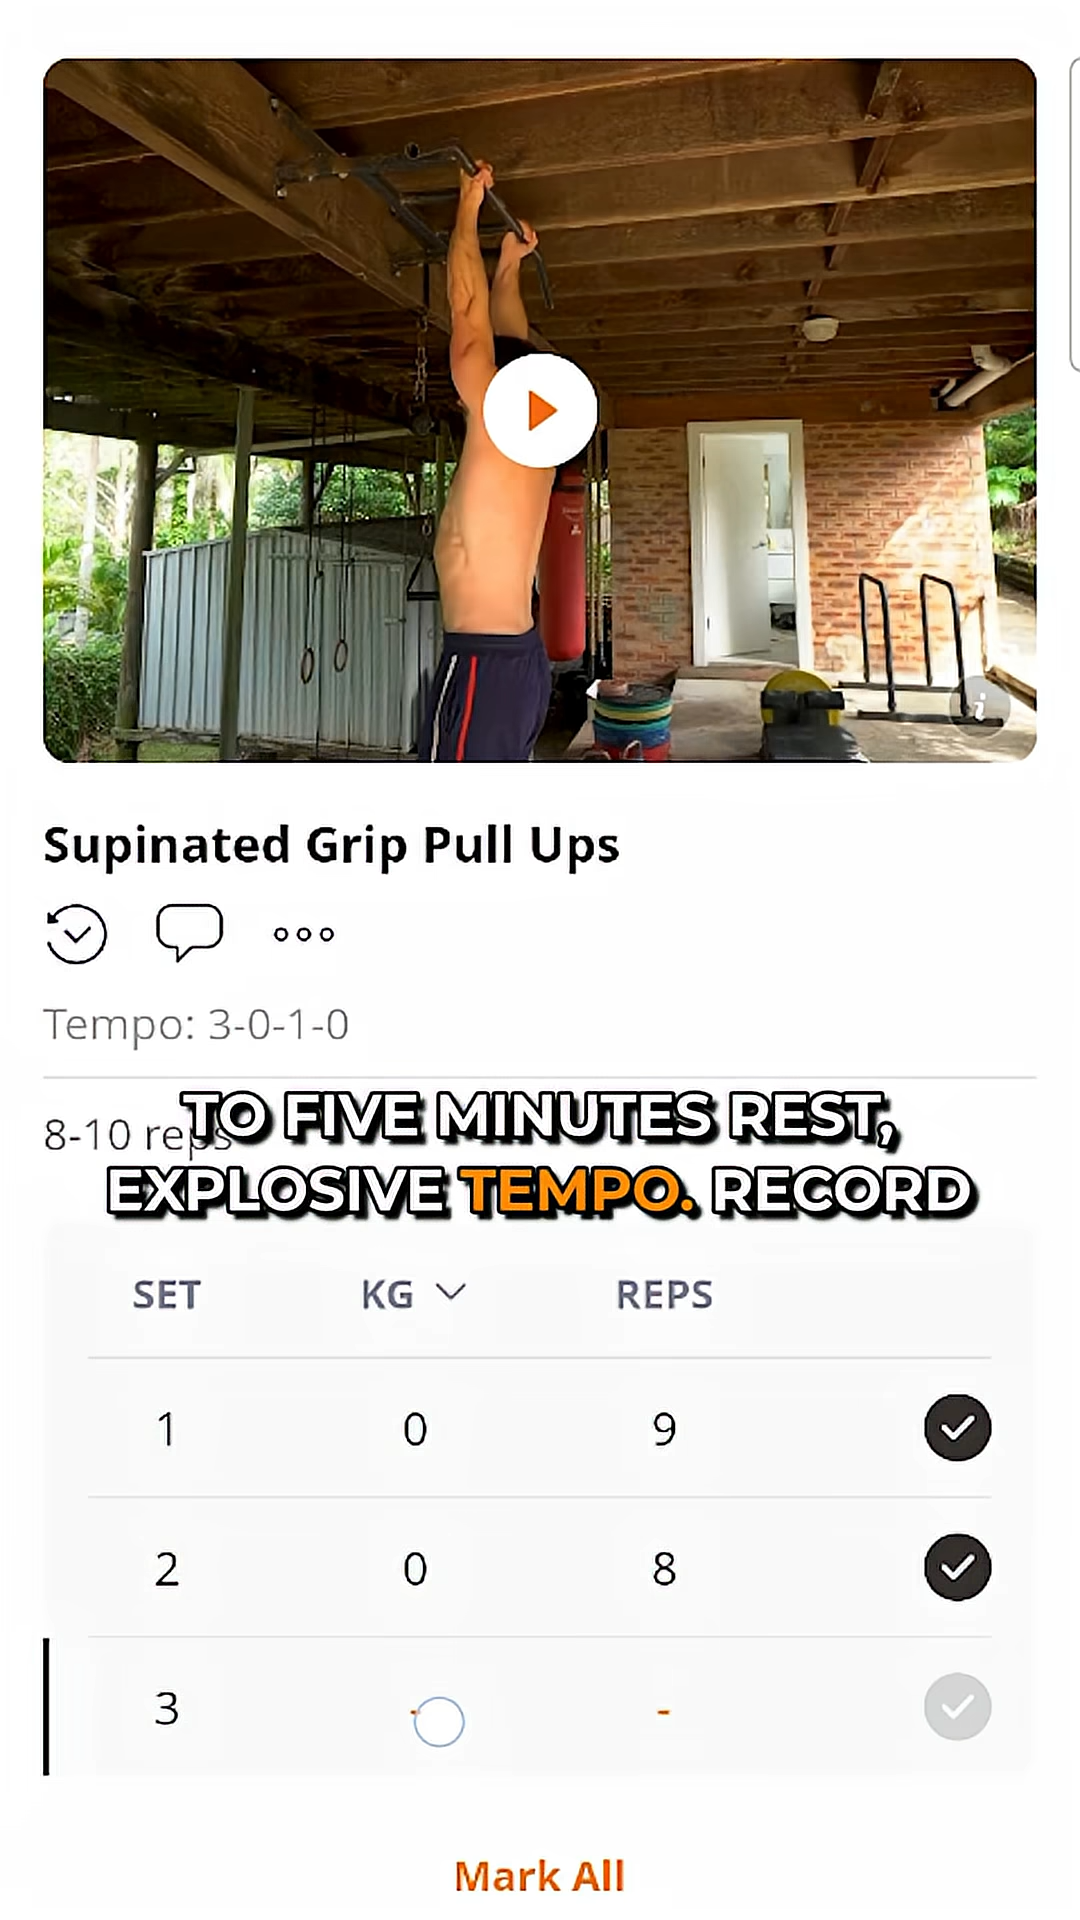 Supinated Grip Pull Ups
Tempo: 3-0-1-0
8-10 reps
TO FIVE MINUTES REST,
EXPLOSIVE TEMPO. RECORD
SET KG REPS
1 0 9
2 0 8
3 - -
Mark All